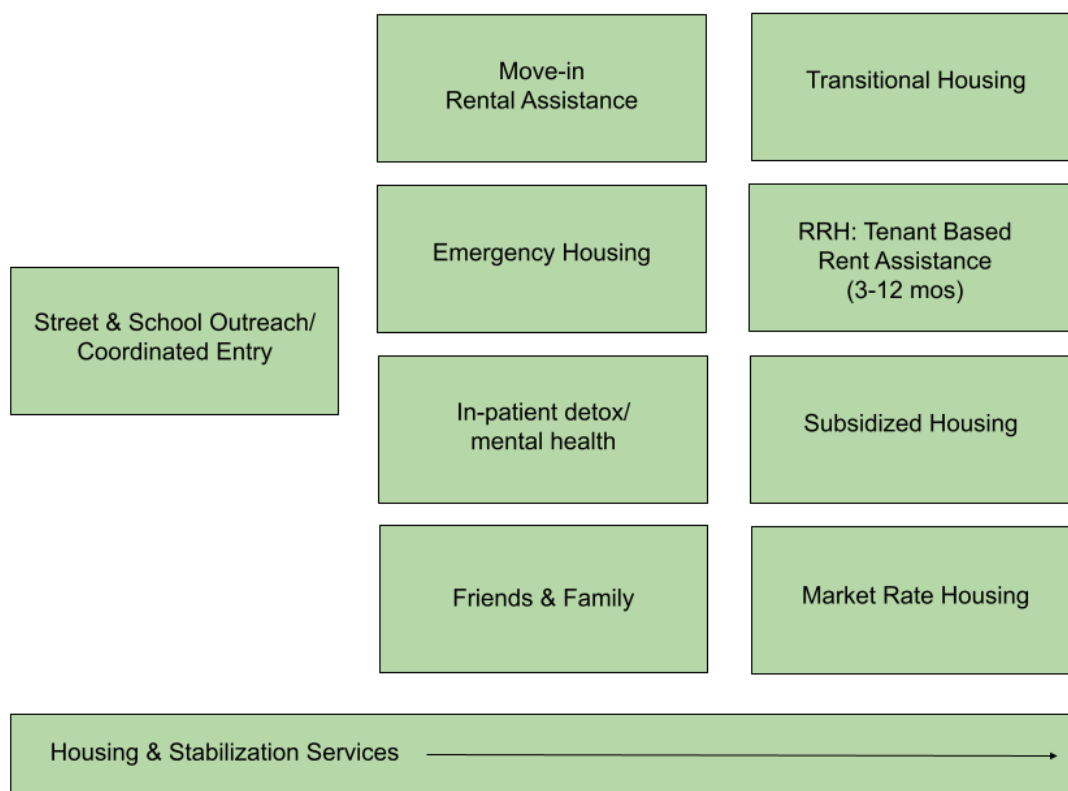 Move-in
Rental Assistance
Transitional Housing
Emergency Housing
RRH: Tenant Based
Rent Assistance
(3-12 mos)
Street & School Outreach/
Coordinated Entry
In-patient detox/
mental health
Subsidized Housing
Friends & Family
Market Rate Housing
Housing & Stabilization Services